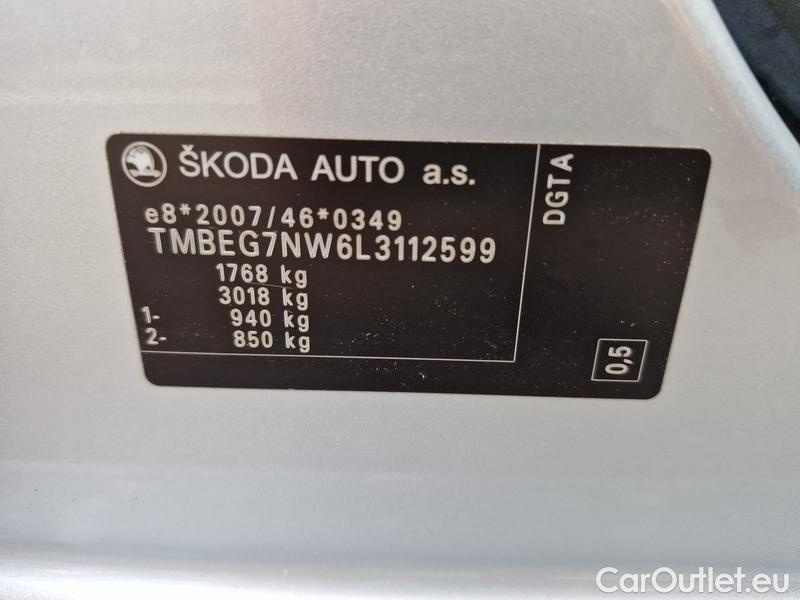 ŠKODA AUTO a.s.
e8*2007/46*0349
TMBEG7NW6L3112599
1768 kg
3018 kg
1- 940 kg
2- 850 kg
DGTA
0,5
CarOutlet.eu